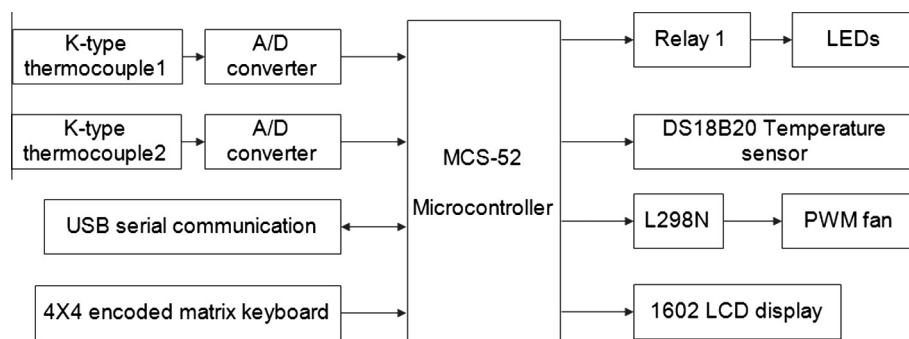 K-type
thermocouple1
A/D
converter
K-type
thermocouple2
A/D
converter
USB serial communication
4X4 encoded matrix keyboard
MCS-52
Microcontroller
Relay 1
LEDs
DS18B20 Temperature
sensor
L298N
PWM fan
1602 LCD display